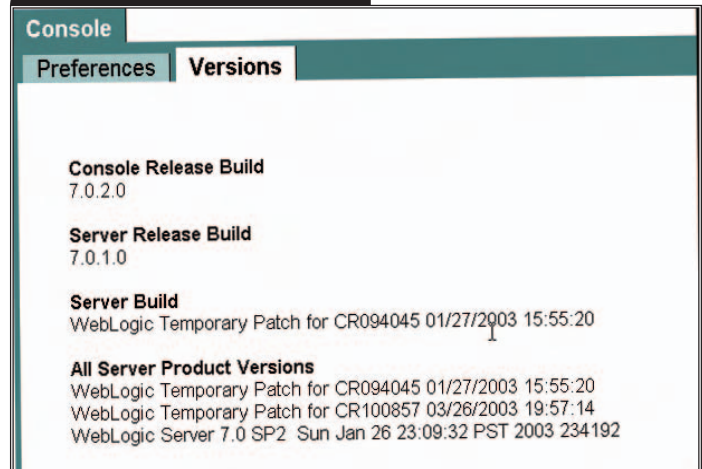 Console
Preferences Versions
Console Release Build
7.0.2.0
Server Release Build
7.0.1.0
Server Build
WebLogic Temporary Patch for CR094045 01/27/2003 15:55:20
All Server Product Versions
WebLogic Temporary Patch for CR094045 01/27/2003 15:55:20
WebLogic Temporary Patch for CR100857 03/26/2003 19:57:14
WebLogic Server 7.0 SP2 Sun Jan 26 23:09:32 PST 2003 234192